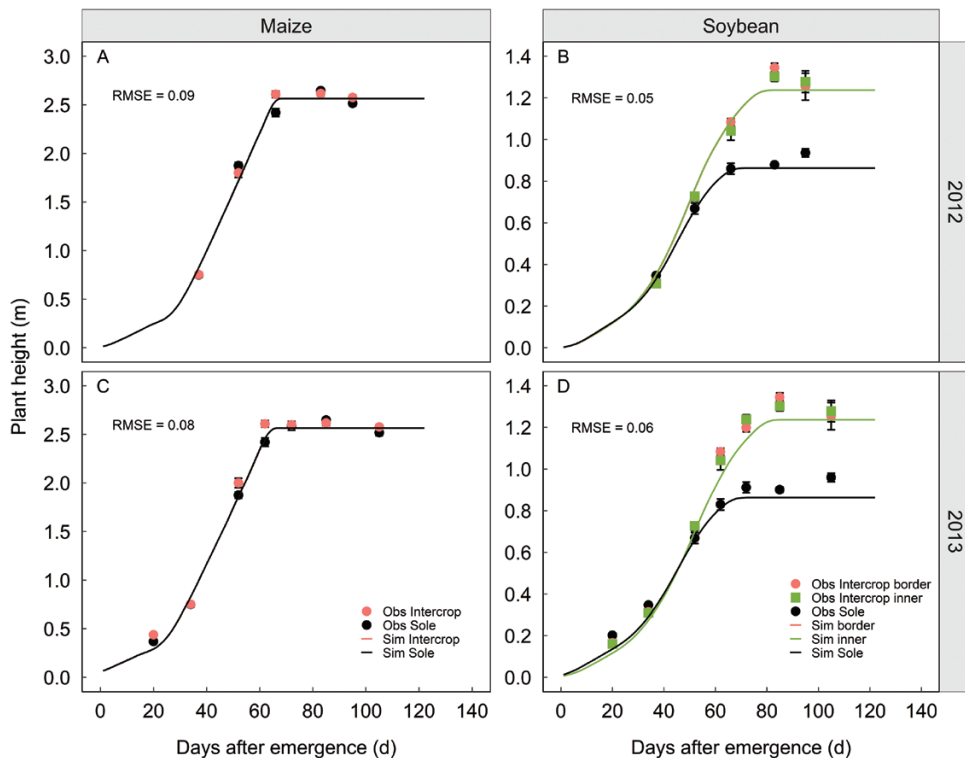 Maize
Soybean
A
RMSE = 0.09
3.0
2.5
2.0
1.5
1.0
0.5
0.0
B
RMSE = 0.05
1.4
1.2
1.0
0.8
0.6
0.4
0.2
0.0
2012
Plant height (m)
C
RMSE = 0.08
3.0
2.5
2.0
1.5
1.0
0.5
0.0
Obs Intercrop
Obs Sole
Sim Intercrop
Sim Sole
D
RMSE = 0.06
1.4
1.2
1.0
0.8
0.6
0.4
0.2
0.0
Obs Intercrop border
Obs Intercrop inner
Obs Sole
Sim border
Sim inner
Sim Sole
2013
0 20 40 60 80 100 120 140
0 20 40 60 80 100 120 140
Days after emergence (d)
Days after emergence (d)